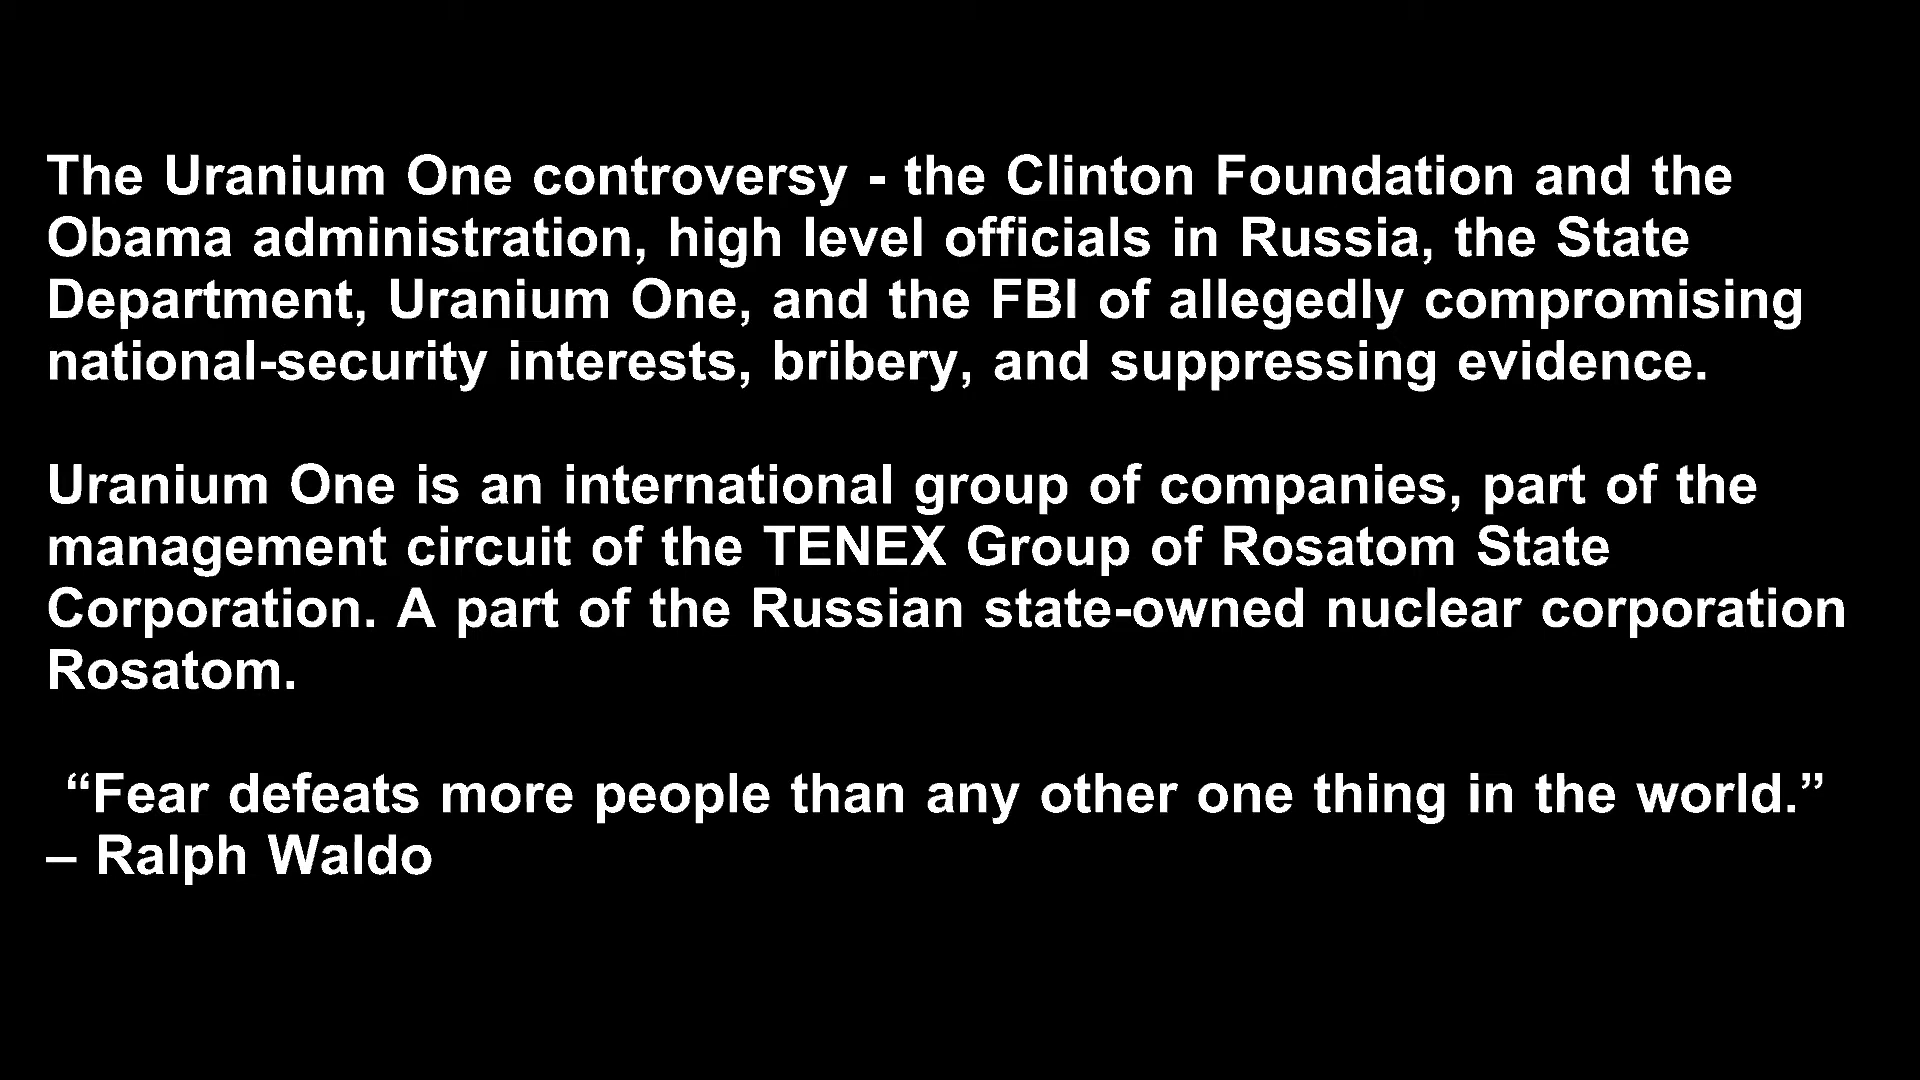 The Uranium One controversy - the Clinton Foundation and the
Obama administration, high level officials in Russia, the State
Department, Uranium One, and the FBI of allegedly compromising
national-security interests, bribery, and suppressing evidence.
Uranium One is an international group of companies, part of the
management circuit of the TENEX Group of Rosatom State
Corporation. A part of the Russian state-owned nuclear corporation
Rosatom.
“Fear defeats more people than any other one thing in the world.”
– Ralph Waldo